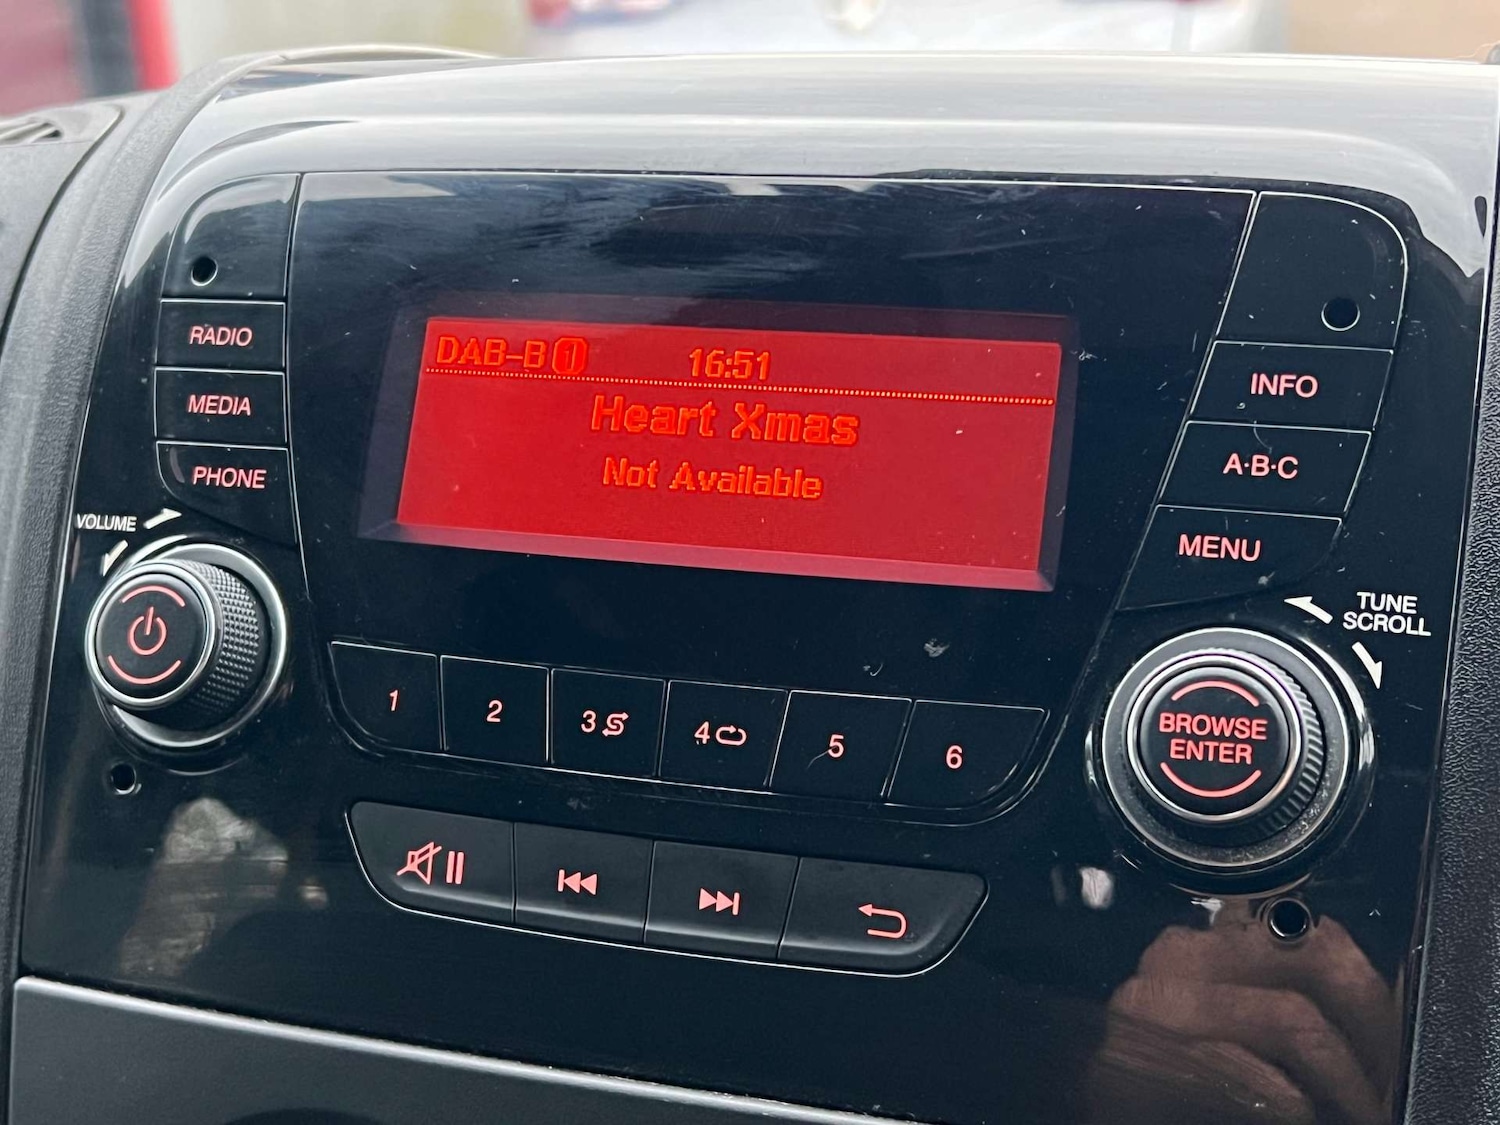 DAB-B 1 16:51
Heart Xmas
Not Available
RADIO
MEDIA
PHONE
VOLUME
INFO
A·B·C
MENU
TUNE
SCROLL
1 2 3 4 5 6
BROWSE
ENTER